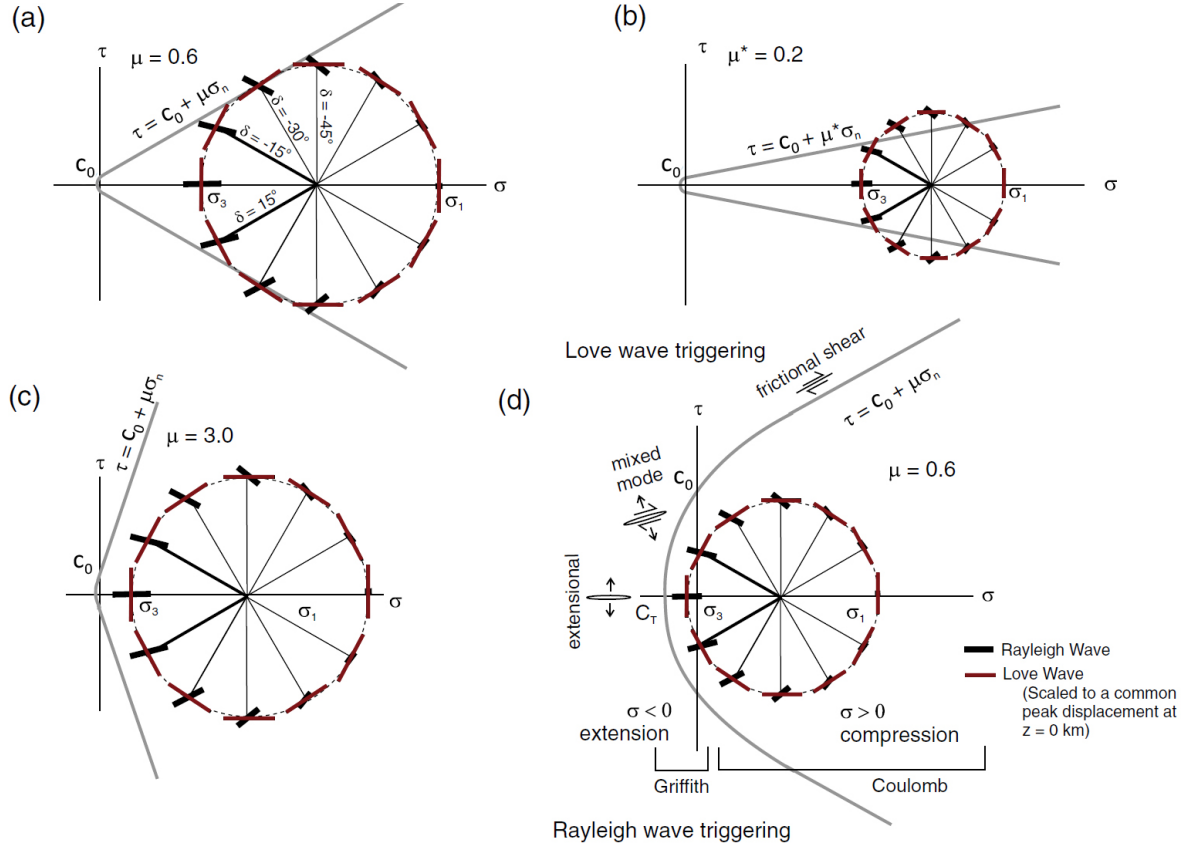 (a)
τ
μ = 0.6
τ = C₀ + μσₙ
C₀
δ = -45°
δ = -30°
δ = -15°
δ = 15°
σ₃
σ₁
σ
(b)
τ
μ* = 0.2
τ = C₀ + μ*σₙ
C₀
σ₃
σ₁
σ
Love wave triggering
(c)
τ = C₀ + μσₙ
τ
μ = 3.0
C₀
σ₃
σ₁
σ
(d)
frictional shear
τ = C₀ + μσₙ
τ
mixed
mode
C₀
μ = 0.6
extensional
C_T
σ₃
σ₁
σ
Rayleigh Wave
Love Wave
(Scaled to a common
peak displacement at
z = 0 km)
σ < 0
extension
σ > 0
compression
Griffith
Coulomb
Rayleigh wave triggering